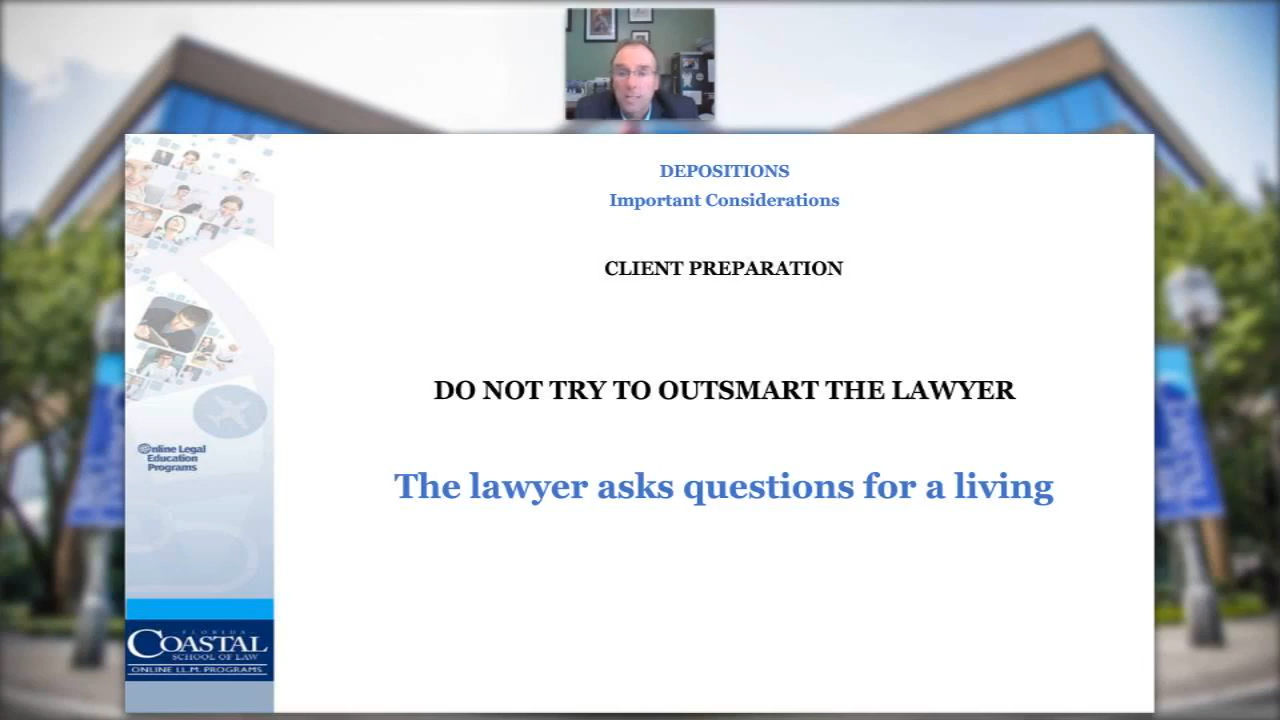 DEPOSITIONS
Important Considerations
CLIENT PREPARATION
DO NOT TRY TO OUTSMART THE LAWYER
The lawyer asks questions for a living
Online Legal
Education
Programs
FLORIDA
COASTAL
SCHOOL OF LAW
ONLINE LL.M. PROGRAMS